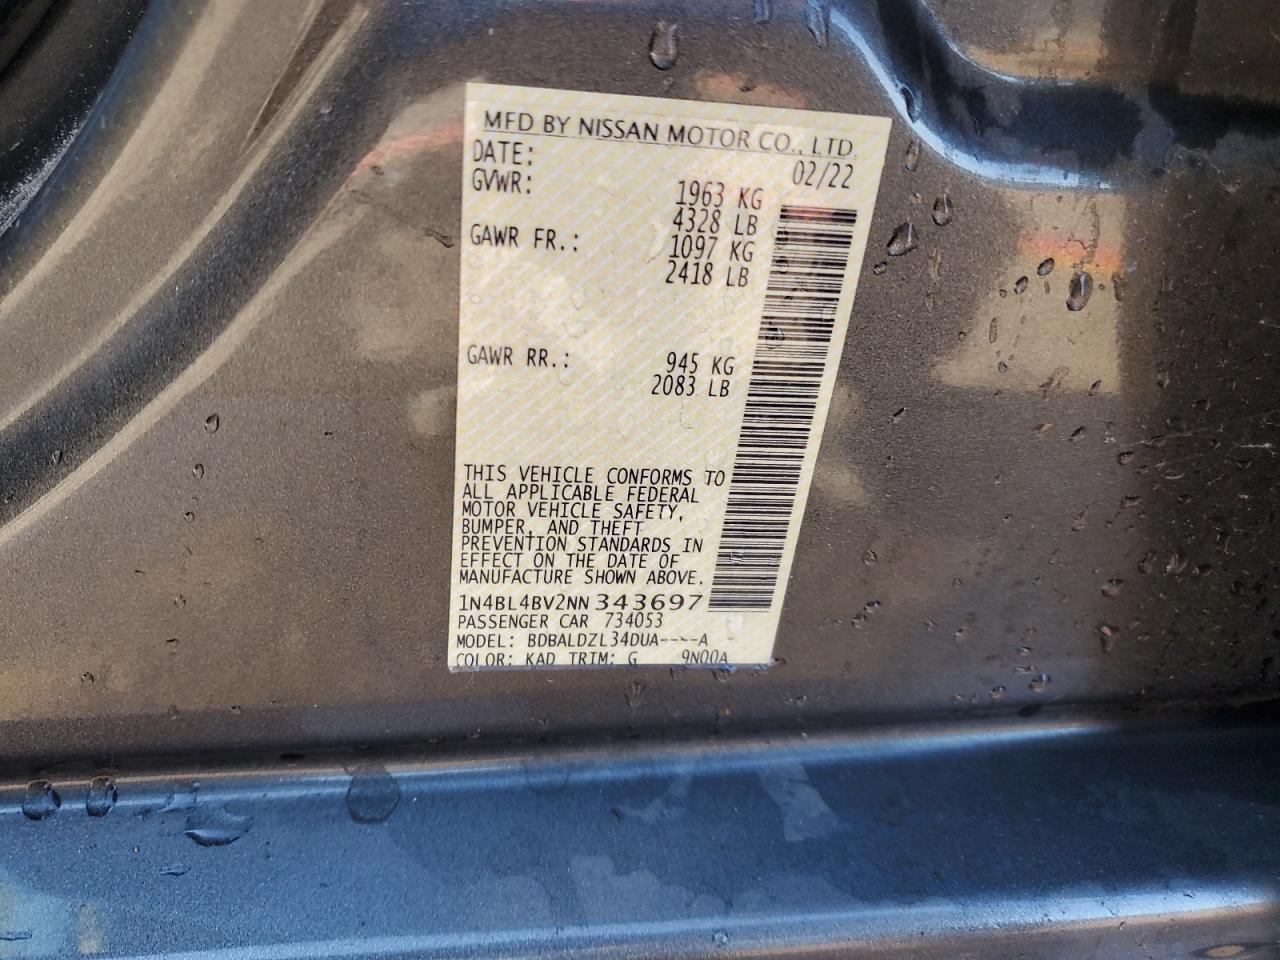 MFD BY NISSAN MOTOR CO., LTD.
DATE: 02/22
GVWR: 1963 KG
4328 LB
GAWR FR.: 1097 KG
2418 LB
GAWR RR.: 945 KG
2083 LB
THIS VEHICLE CONFORMS TO
ALL APPLICABLE FEDERAL
MOTOR VEHICLE SAFETY,
BUMPER, AND THEFT
PREVENTION STANDARDS IN
EFFECT ON THE DATE OF
MANUFACTURE SHOWN ABOVE.
1N4BL4BV2NN343697
PASSENGER CAR 734053
MODEL: BDBALDZL34DUA----A
COLOR: KAD TRIM: G 9N00A